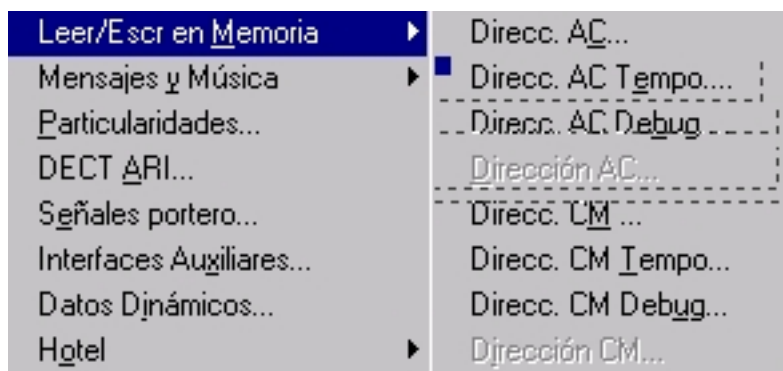 Leer/Escr en Memoria
Mensajes y Música
Particularidades...
DECT ARI...
Señales portero...
Interfaces Auxiliares...
Datos Dinámicos...
Hotel
Direcc. AC...
Direcc. AC Tempo....
Direcc. AC Debug
Dirección AC...
Direcc. CM ...
Direcc. CM Tempo...
Direcc. CM Debug...
Dirección CM...